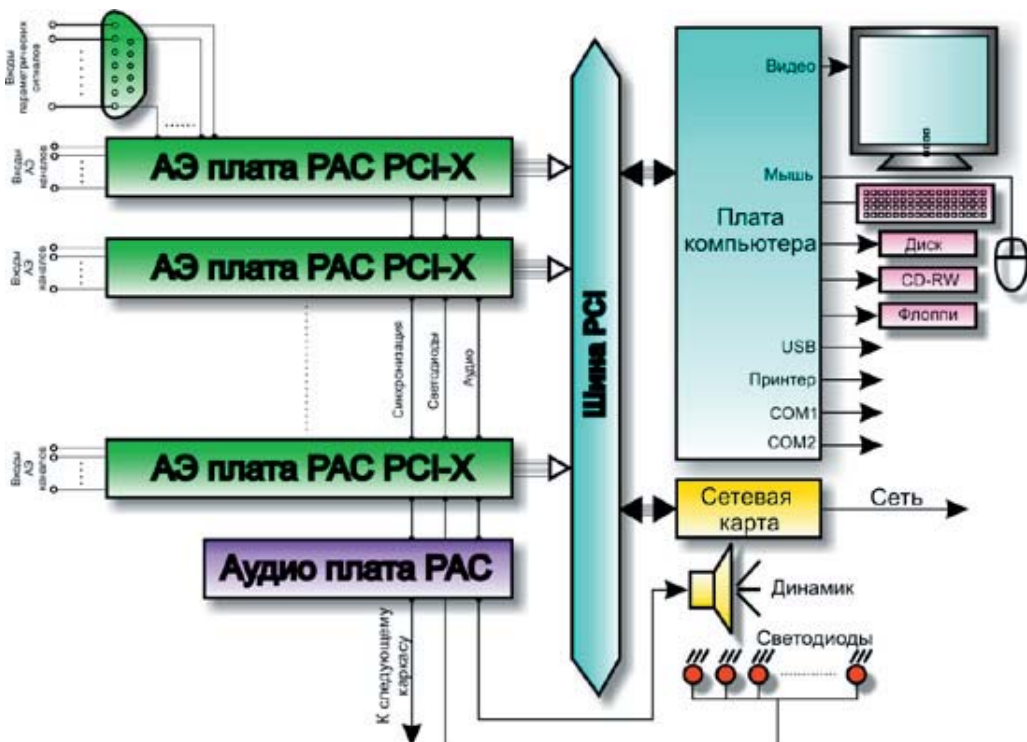 Входы
параметрических
сигналов
Входы
АЭ
каналов
АЭ плата PAC PCI-X
Входы
АЭ
каналов
АЭ плата PAC PCI-X
Синхронизация
Светодиоды
Аудио
Входы
АЭ
каналов
АЭ плата PAC PCI-X
Аудио плата PAC
К следующему
каркасу
Шина PCI
Видео
Мышь
Плата
компьютера
Диск
CD-RW
Флоппи
USB
Принтер
COM1
COM2
Сетевая
карта
Сеть
Динамик
Светодиоды